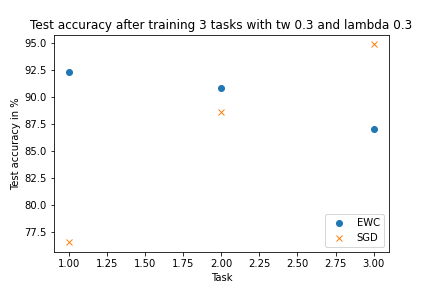 Test accuracy after training 3 tasks with tw 0.3 and lambda 0.3
95.0
92.5
90.0
87.5
85.0
82.5
80.0
77.5
Test accuracy in %
EWC
SGD
1.00 1.25 1.50 1.75 2.00 2.25 2.50 2.75 3.00
Task